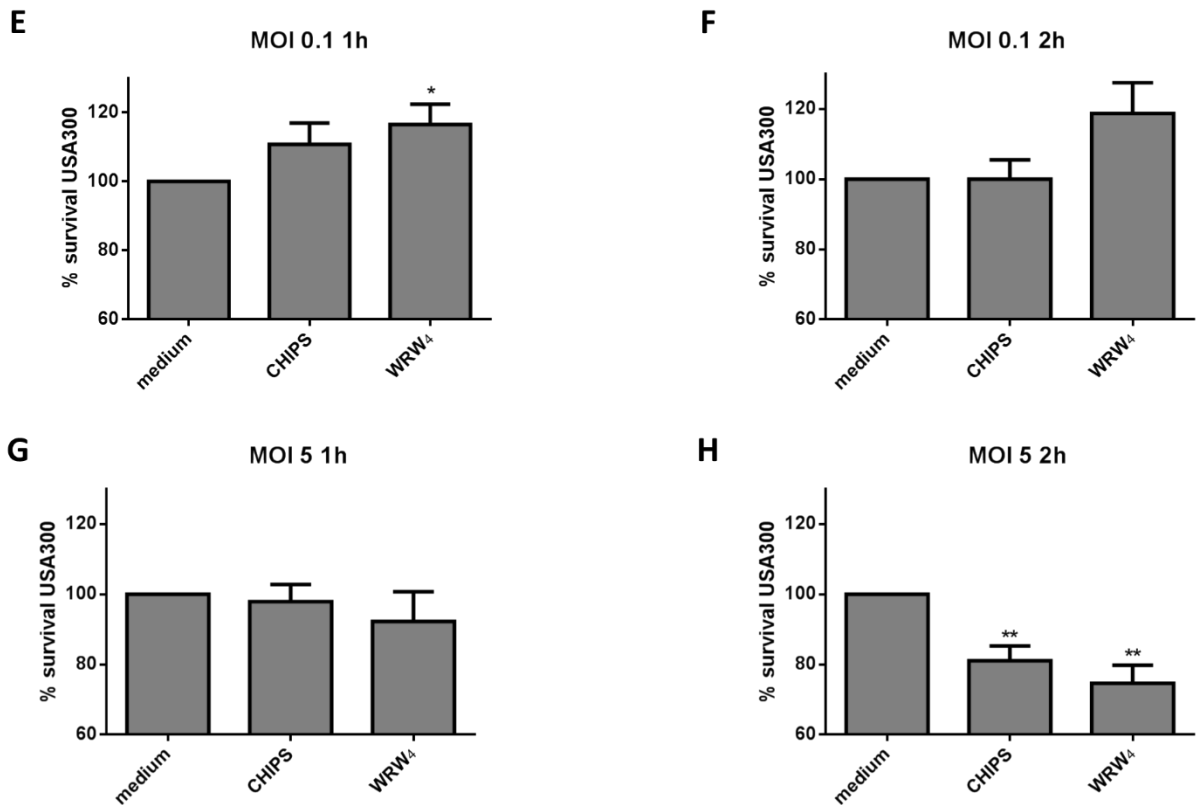 E
MOI 0.1 1h
% survival USA300
120
100
80
60
*
medium
CHIPS
WRW₄
F
MOI 0.1 2h
% survival USA300
120
100
80
60
medium
CHIPS
WRW₄
G
MOI 5 1h
% survival USA300
120
100
80
60
medium
CHIPS
WRW₄
H
MOI 5 2h
% survival USA300
120
100
80
60
**
**
medium
CHIPS
WRW₄